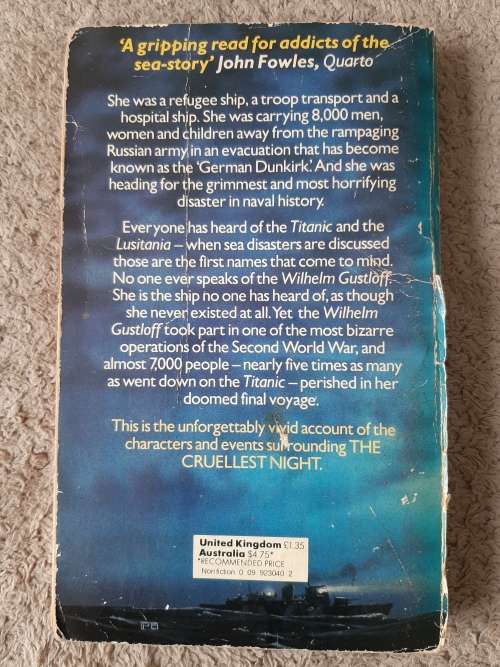 'A gripping read for addicts of the
sea-story' John Fowles, Quarto
She was a refugee ship, a troop transport and a
hospital ship. She was carrying 8,000 men,
women and children away from the rampaging
Russian army in an evacuation that has become
known as the 'German Dunkirk.' And she was
heading for the grimmest and most horrifying
disaster in naval history.
Everyone has heard of the Titanic and the
Lusitania – when sea disasters are discussed
those are the first names that come to mind.
No one ever speaks of the Wilhelm Gustloff.
She is the ship no one has heard of, as though
she never existed at all. Yet the Wilhelm
Gustloff took part in one of the most bizarre
operations of the Second World War, and
almost 7,000 people – nearly five times as many
as went down on the Titanic – perished in her
doomed final voyage.
This is the unforgettably vivid account of the
characters and events surrounding THE
CRUELLEST NIGHT.
United Kingdom £1.35
Australia $4.75*
*RECOMMENDED PRICE
Non fiction 0 09 923040 2